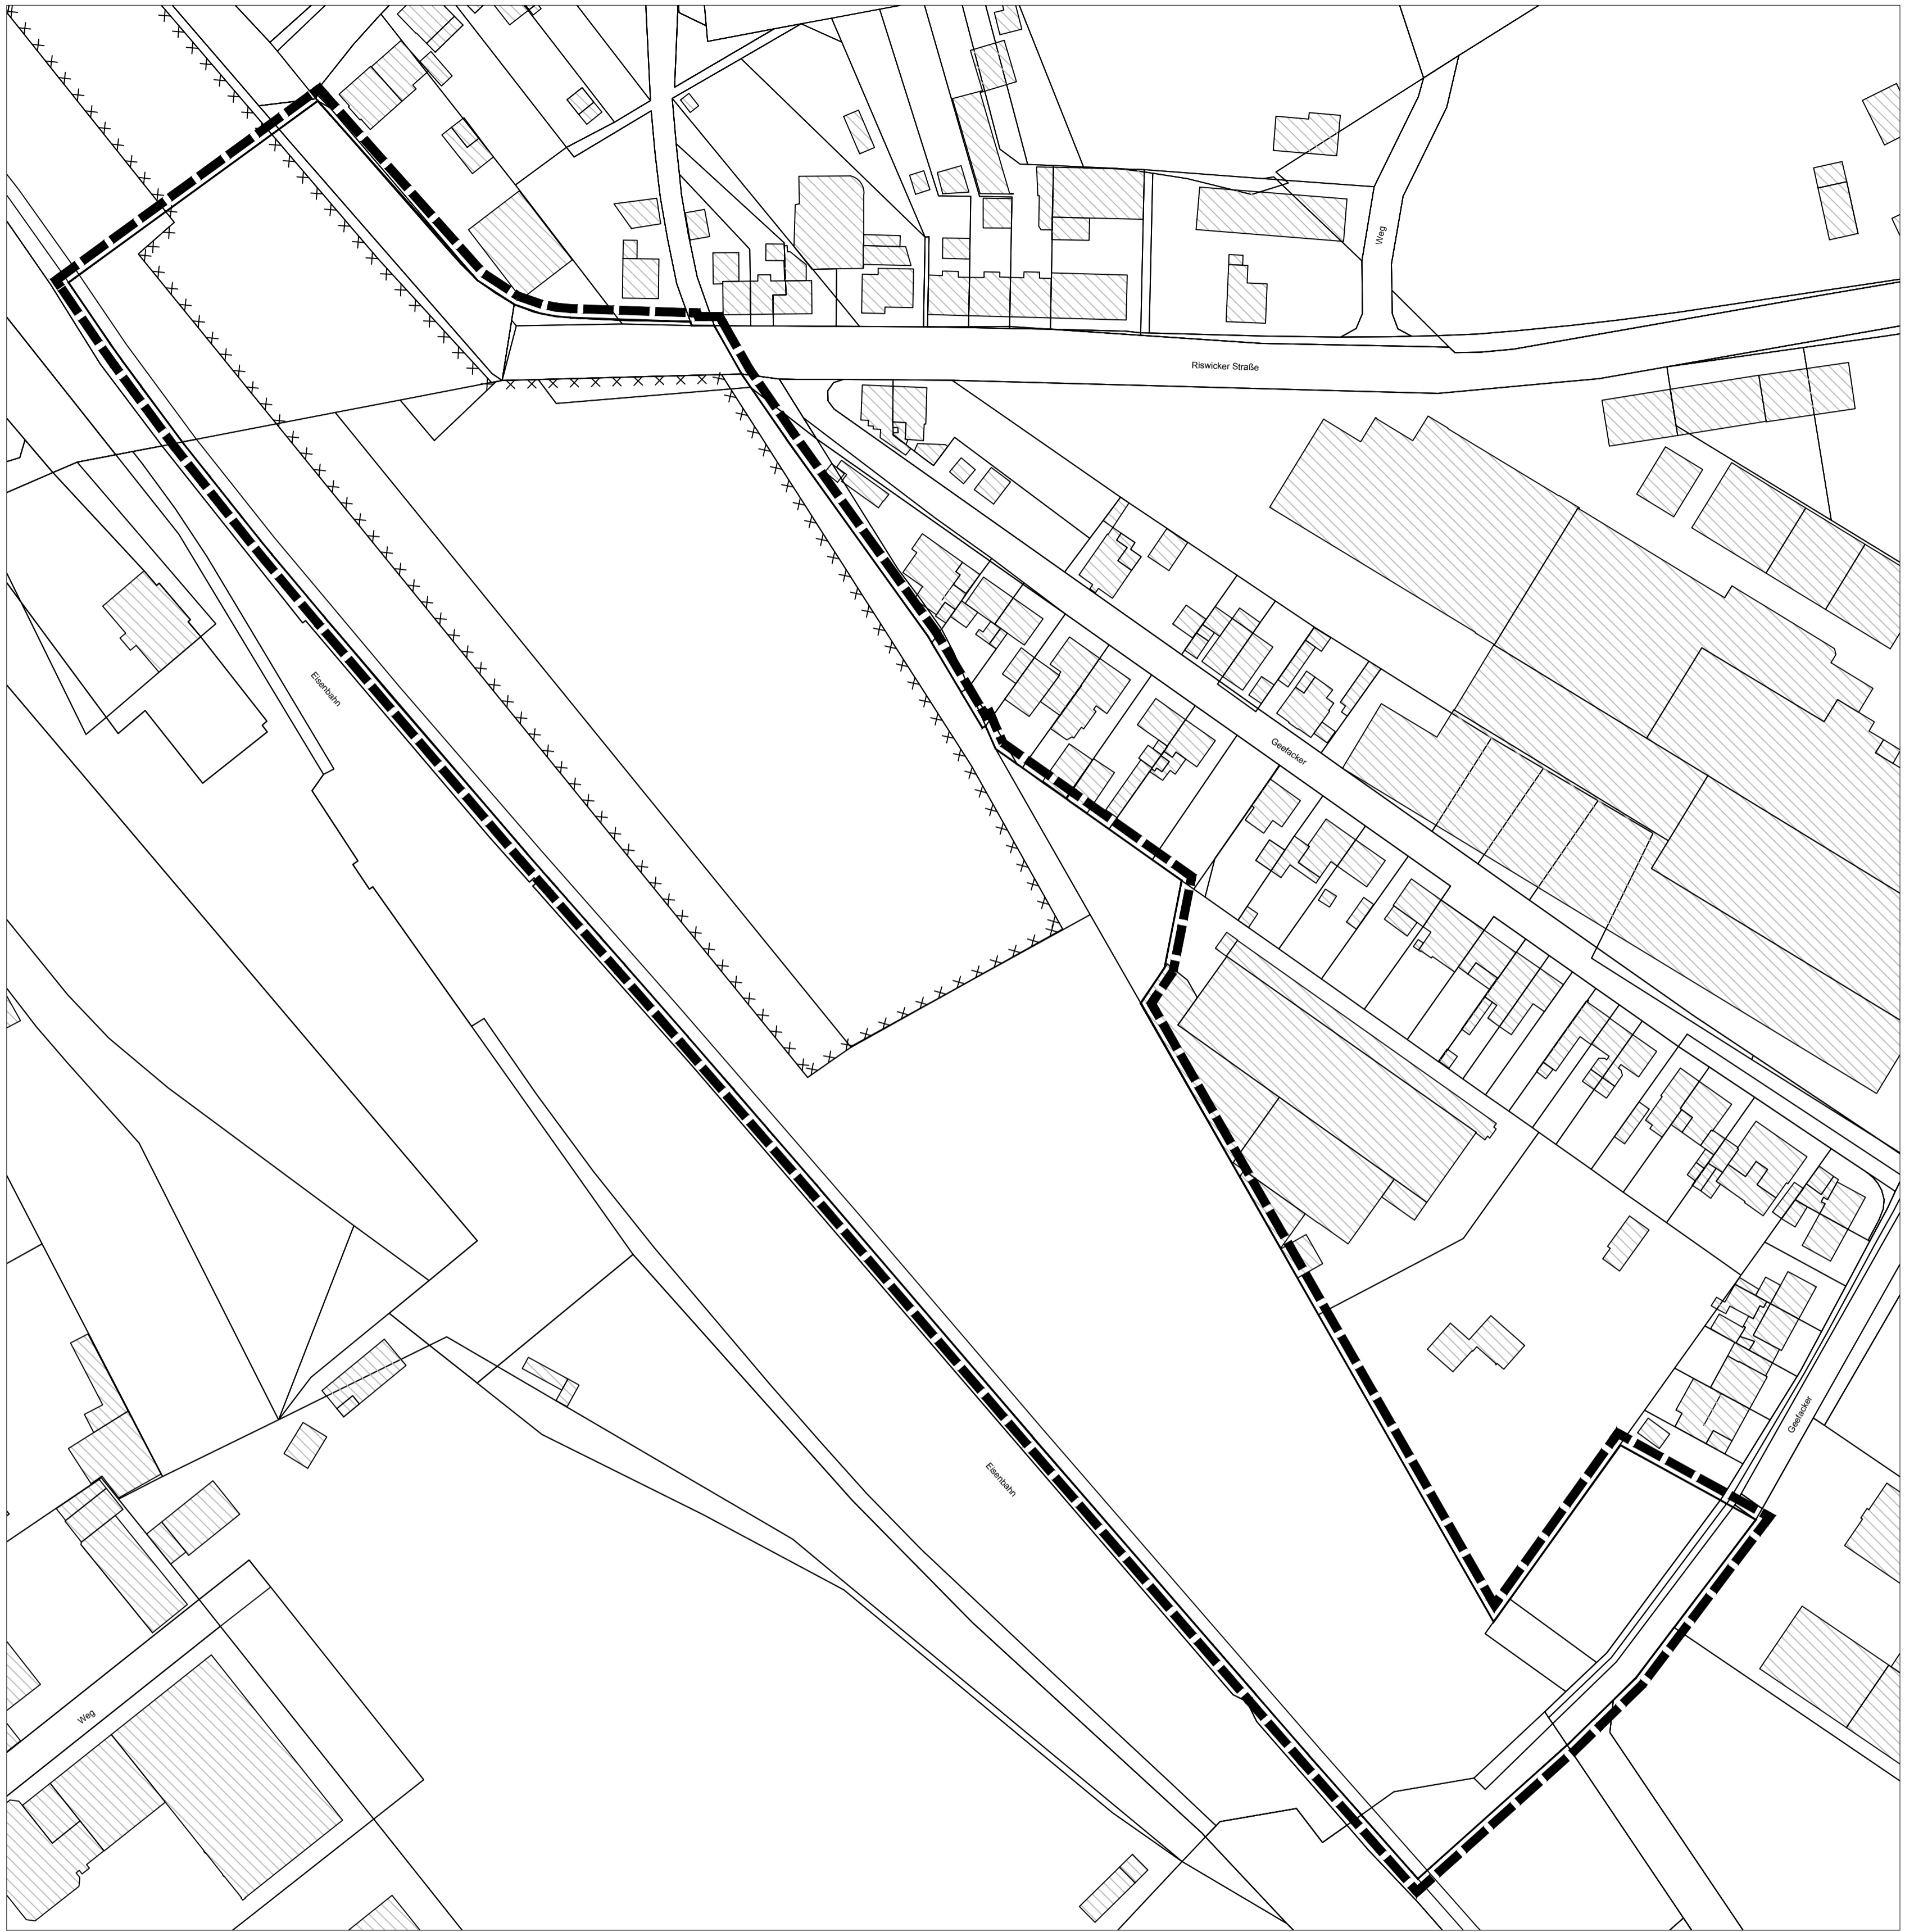 Weg
Riswicker Straße
Eisenbahn
Geefacker
Geefacker
Eisenbahn
Weg